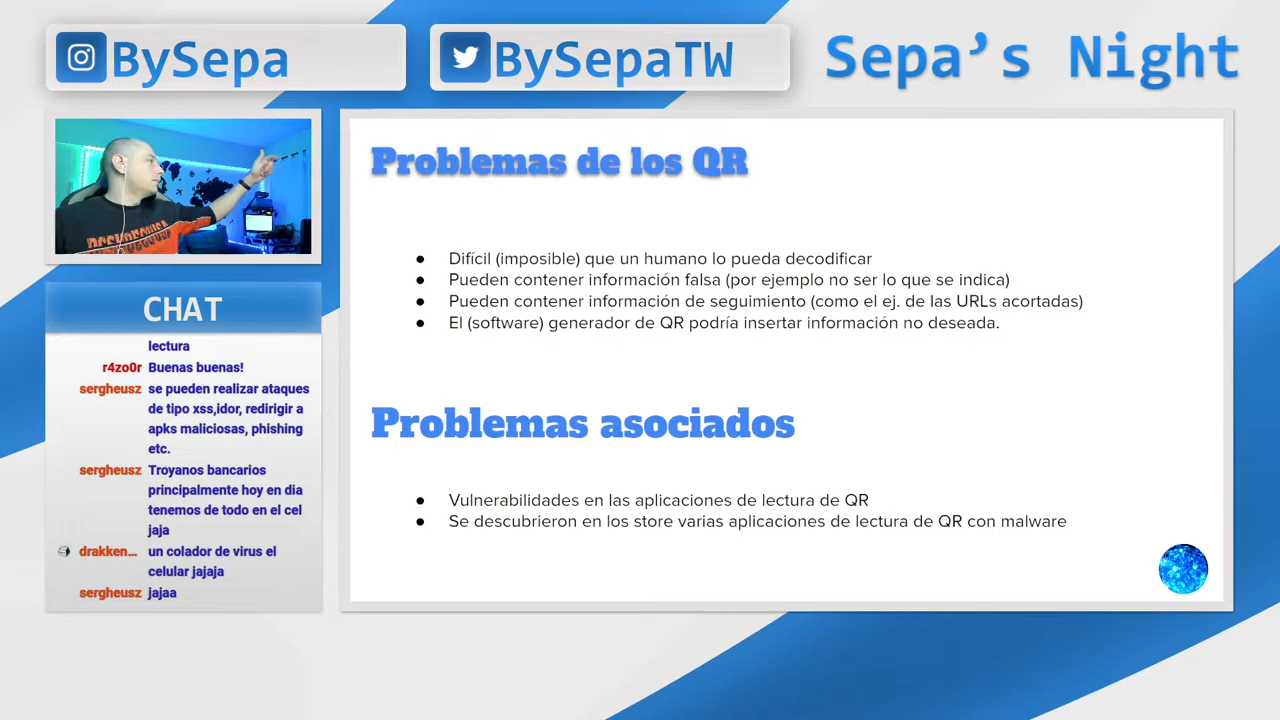 BySepa
BySepaTW
Sepa’s Night
Problemas de los QR
● Difícil (imposible) que un humano lo pueda decodificar
● Pueden contener información falsa (por ejemplo no ser lo que se indica)
● Pueden contener información de seguimiento (como el ej. de las URLs acortadas)
● El (software) generador de QR podría insertar información no deseada.
Problemas asociados
● Vulnerabilidades en las aplicaciones de lectura de QR
● Se descubrieron en los store varias aplicaciones de lectura de QR con malware
CHAT
lectura
r4zo0r Buenas buenas!
sergheusz se pueden realizar ataques
de tipo xss,idor, redirigir a
apks maliciosas, phishing
etc.
sergheusz Troyanos bancarios
principalmente hoy en dia
tenemos de todo en el cel
jaja
drakken... un colador de virus el
celular jajaja
sergheusz jajaa